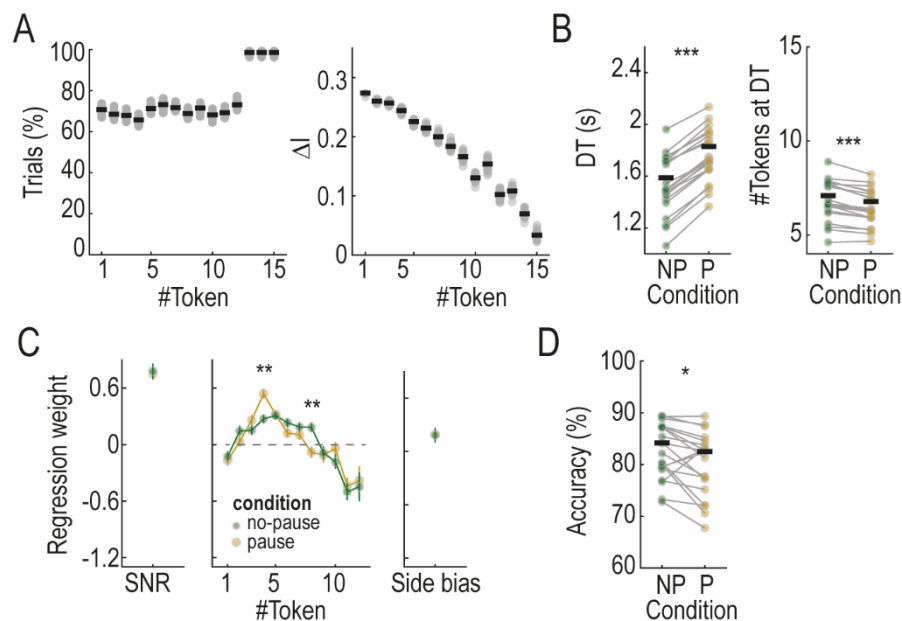 A
Trials (%)
100
80
60
40
20
0
1
5
10
15
#Token
ΔI
0.3
0.2
0.1
0
1
5
10
15
#Token
B
DT (s)
2.4
2
1.6
1.2
***
NP
P
Condition
#Tokens at DT
15
10
5
***
NP
P
Condition
C
Regression weight
0.6
0
-0.6
-1.2
SNR
**
**
condition
no-pause
pause
1
5
10
#Token
Side bias
D
Accuracy (%)
100
90
80
70
60
*
NP
P
Condition